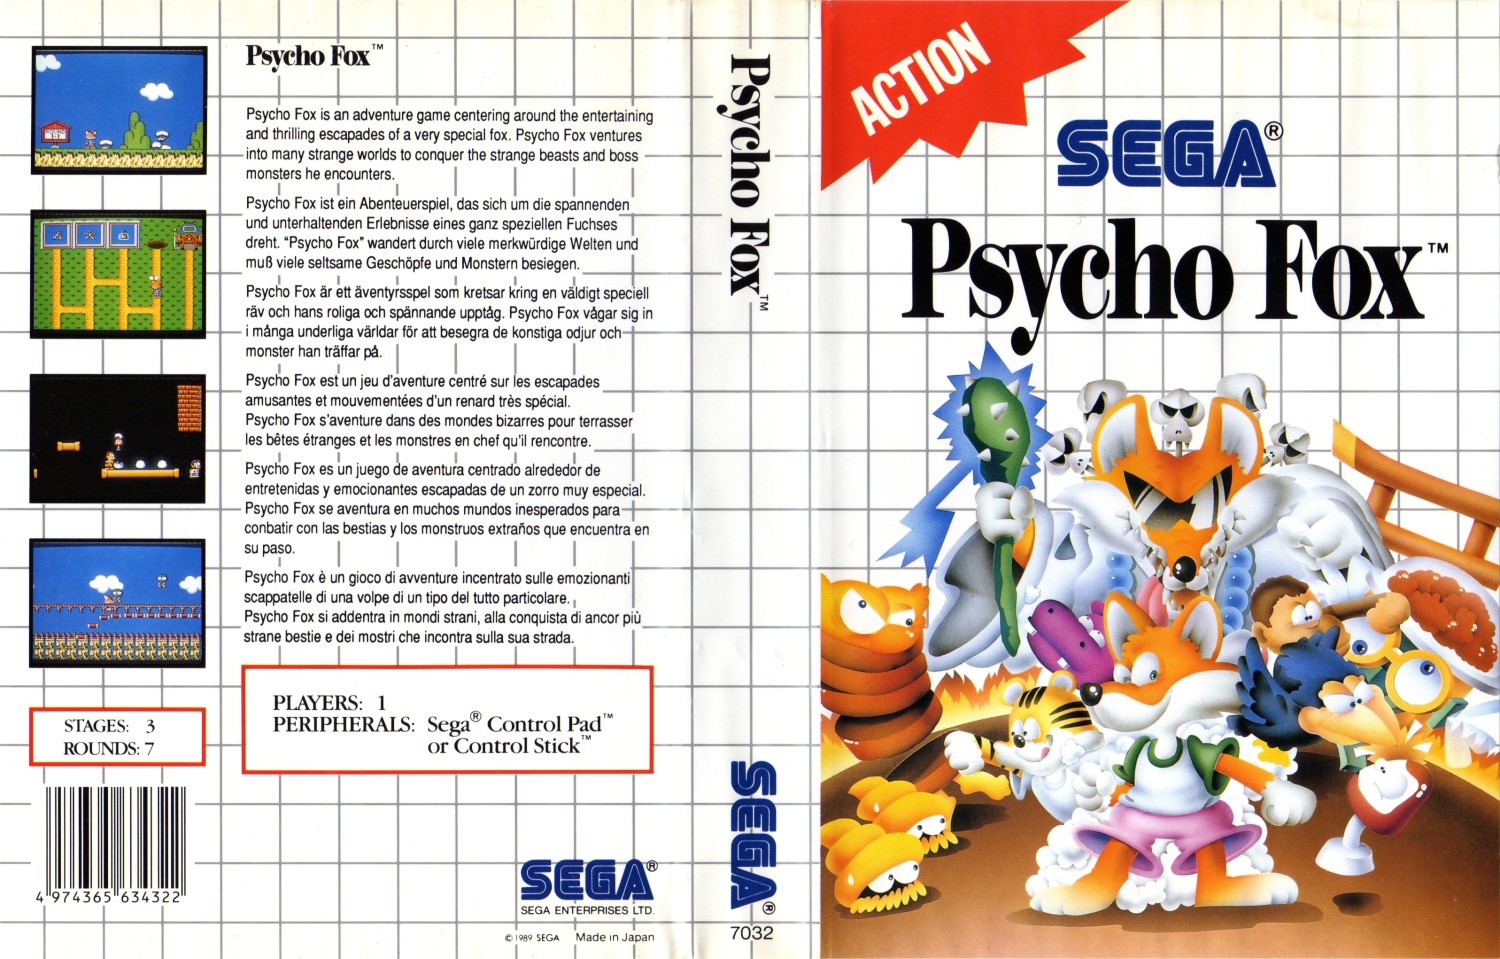 Psycho Fox™
Psycho Fox is an adventure game centering around the entertaining
and thrilling escapades of a very special fox. Psycho Fox ventures
into many strange worlds to conquer the strange beasts and boss
monsters he encounters.
Psycho Fox ist ein Abenteuerspiel, das sich um die spannenden
und unterhaltenden Erlebnisse eines ganz speziellen Fuchses
dreht. “Psycho Fox” wandert durch viele merkwürdige Welten und
muß viele seltsame Geschöpfe und Monstern besiegen.
Psycho Fox är ett äventyrsspel som kretsar kring en väldigt speciell
räv och hans roliga och spännande upptåg. Psycho Fox vågar sig in
i många underliga världar för att besegra de konstiga odjur och
monster han träffar på.
Psycho Fox est un jeu d'aventure centré sur les escapades
amusantes et mouvementées d'un renard très spécial.
Psycho Fox s'aventure dans des mondes bizarres pour terrasser
les bêtes étranges et les monstres en chef qu'il rencontre.
Psycho Fox es un juego de aventura centrado alrededor de
entretenidas y emocionantes escapadas de un zorro muy especial.
Psycho Fox se aventura en muchos mundos inesperados para
conbatir con las bestias y los monstruos extraños que encuentra en
su paso.
Psycho Fox è un gioco di avventure incentrato sulle emozionanti
scappatelle di una volpe di un tipo del tutto particolare.
Psycho Fox si addentra in mondi strani, alla conquista di ancor più
strane bestie e dei mostri che incontra sulla sua strada.
PLAYERS: 1
PERIPHERALS: Sega® Control Pad™
or Control Stick™
STAGES: 3
ROUNDS: 7
4 974365 634322
SEGA®
SEGA ENTERPRISES LTD.
©1989 SEGA Made in Japan
Psycho Fox™
SEGA®
7032
ACTION
SEGA®
Psycho Fox™